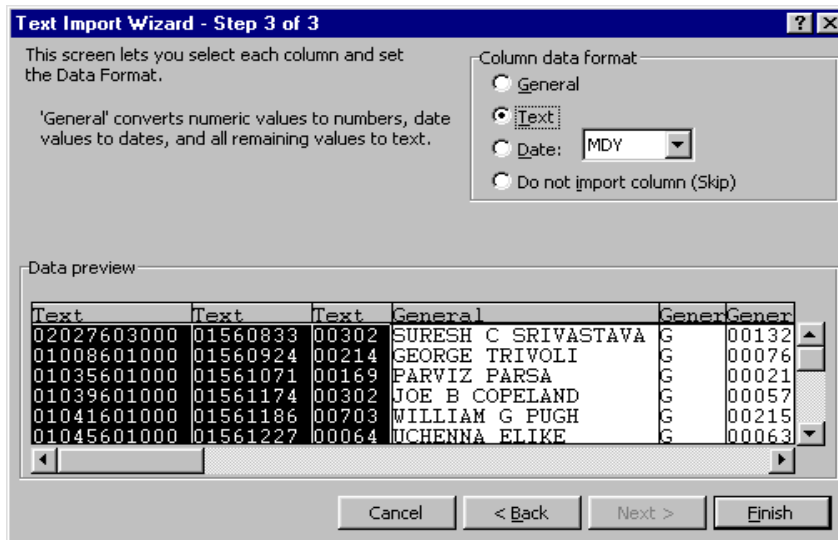 Text Import Wizard - Step 3 of 3
This screen lets you select each column and set
the Data Format.
'General' converts numeric values to numbers, date
values to dates, and all remaining values to text.
Column data format
General
Text
Date: MDY
Do not import column (Skip)
Data preview
Text Text Text General Gener Gener
02027603000 01560833 00302 SURESH C SRIVASTAVA G 00132
01008601000 01560924 00214 GEORGE TRIVOLI G 00076
01035601000 01561071 00169 PARVIZ PARSA G 00021
01039601000 01561174 00302 JOE B COPELAND G 00057
01041601000 01561186 00703 WILLIAM G PUGH G 00215
01045601000 01561227 00064 UCHENNA ELIKE G 00063
Cancel < Back Next > Finish